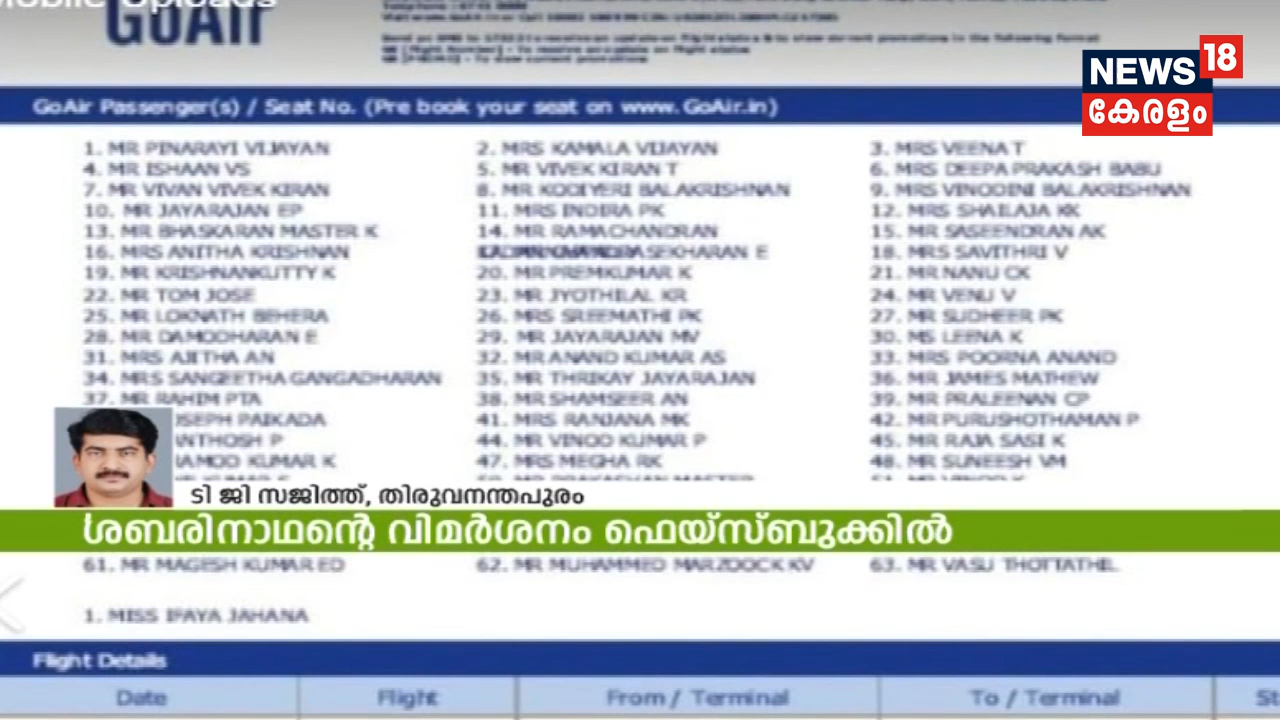 Mobile Uploads
GoAir
GoAir Passenger(s) / Seat No. (Pre book your seat on www.GoAir.in)
NEWS 18
കേരളം
1. MR PINARAYI VIJAYAN 2. MRS KAMALA VIJAYAN 3. MRS VEENA T
4. MR ISHAAN VS 5. MR VIVEK KIRAN T 6. MRS DEEPA PRAKASH BABU
7. MR VIVAN VIVEK KIRAN 8. MR KODIYERI BALAKRISHNAN 9. MRS VINODINI BALAKRISHNAN
10. MR JAYARAJAN EP 11. MRS INDIRA PK 12. MRS SHAILAJA KK
13. MR BHASKARAN MASTER K 14. MR RAMACHANDRAN 15. MR SASEENDRAN AK
16. MRS ANITHA KRISHNAN SEKHARAN E 18. MRS SAVITHRI V
19. MR KRISHNANKUTTY K 20. MR PREMKUMAR K 21. MR NANU CK
22. MR TOM JOSE 23. MR JYOTHILAL KR 24. MR VENU V
25. MR LOKNATH BEHERA 26. MRS SREEMATHI PK 27. MR SUDHEER PK
28. MR DAMODHARAN E 29. MR JAYARAJAN MV 30. MS LEENA K
31. MRS AJITHA AN 32. MR ANAND KUMAR AS 33. MRS POORNA ANAND
34. MRS SANGEETHA GANGADHARAN 35. MR THRIKAY JAYARAJAN 36. MR JAMES MATHEW
37. MR RAHIM PTA 38. MR SHAMSEER AN 39. MR PRALEENAN CP
PAIKADA 41. MRS RANJANA MK 42. MR PURUSHOTHAMAN P
P 44. MR VINOD KUMAR P 45. MR RAJA SASI K
KUMAR K 47. MRS MEGHA RK 48. MR SUNEESH VM
ടി ജി സജിത്ത്, തിരുവനന്തപുരം
ശബരിനാഥന്റെ വിമർശനം ഫെയ്സ്ബുക്കിൽ
61. MR MAGESH KUMAR ED 62. MR MUHAMMED MARZOOCK KV 63. MR VASU THOTTATHIL
1. MISS IFAYA JAHANA
Flight Details
Date Flight From / Terminal To / Terminal